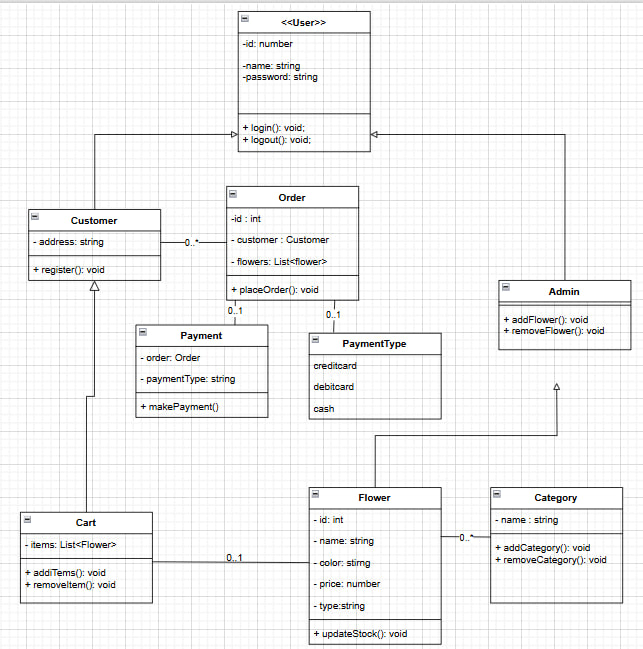 <<User>>
-id: number
-name: string
-password: string
+ login(): void;
+ logout(): void;
Customer
- address: string
+ register(): void
0..*
Order
-id : int
- customer : Customer
- flowers: List<flower>
+ placeOrder(): void
0..1
0..1
Admin
+ addFlower(): void
+ removeFlower(): void
Payment
- order: Order
- paymentType: string
+ makePayment()
PaymentType
creditcard
debitcard
cash
Cart
- items: List<Flower>
+ addiTems(): void
+ removeItem(): void
0..1
Flower
- id: int
- name: string
- color: stirng
- price: number
- type:string
+ updateStock(): void
0..*
Category
- name : string
+ addCategory(): void
+ removeCategory(): void